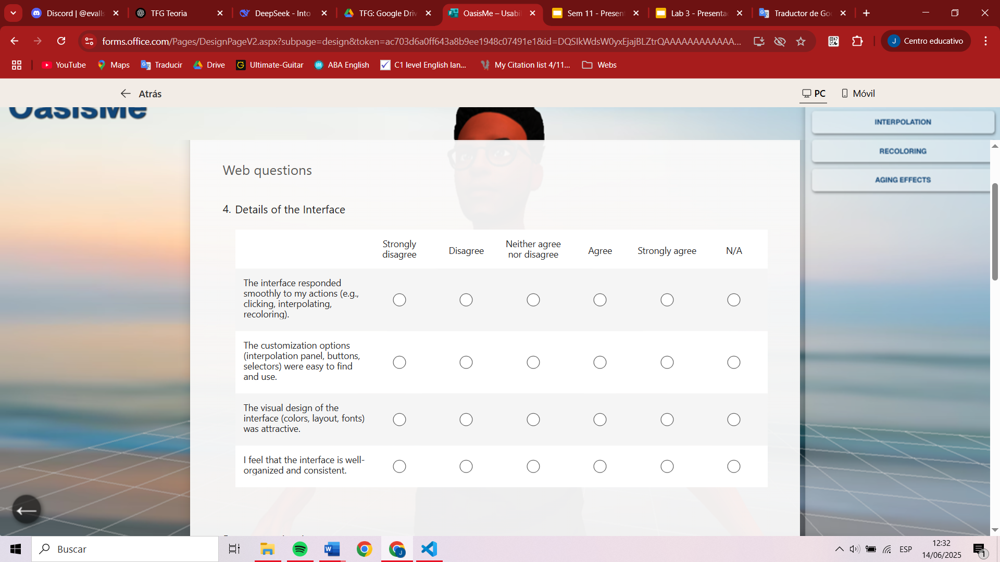 Discord | @evalls
TFG Teoria
DeepSeek - Into
TFG: Google Driv
OasisMe – Usabil
Sem 11 - Present
Lab 3 - Presentac
Traductor de Go
forms.office.com/Pages/DesignPageV2.aspx?subpage=design&token=ac703d6a0ff643a8b9ee1948c07491e1&id=DQSIkWdsW0yxEjajBLZtrQAAAAAAAAAAAAA...
Centro educativo
YouTube
Maps
Traducir
Drive
Ultimate-Guitar
ABA English
C1 level English lan...
My Citation list 4/11...
Webs
Atrás
PC
Móvil
OasisMe
INTERPOLATION
RECOLORING
AGING EFFECTS
Web questions
4. Details of the Interface
Strongly disagree
Disagree
Neither agree nor disagree
Agree
Strongly agree
N/A
The interface responded
smoothly to my actions (e.g.,
clicking, interpolating,
recoloring).
The customization options
(interpolation panel, buttons,
selectors) were easy to find
and use.
The visual design of the
interface (colors, layout, fonts)
was attractive.
I feel that the interface is well-
organized and consistent.
Buscar
ESP
12:32
14/06/2025
1